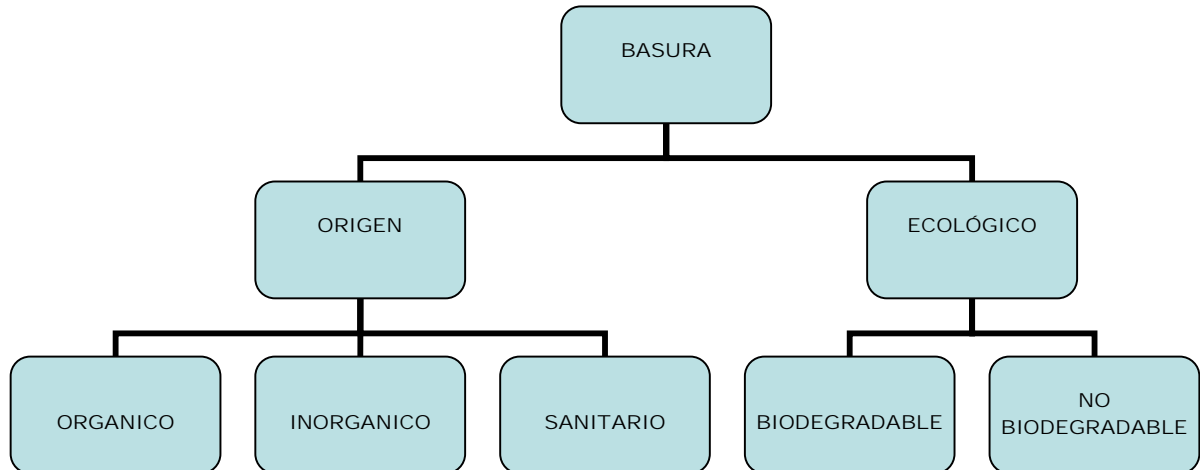 BASURA
ORIGEN
ECOLÓGICO
ORGANICO
INORGANICO
SANITARIO
BIODEGRADABLE
NO
BIODEGRADABLE